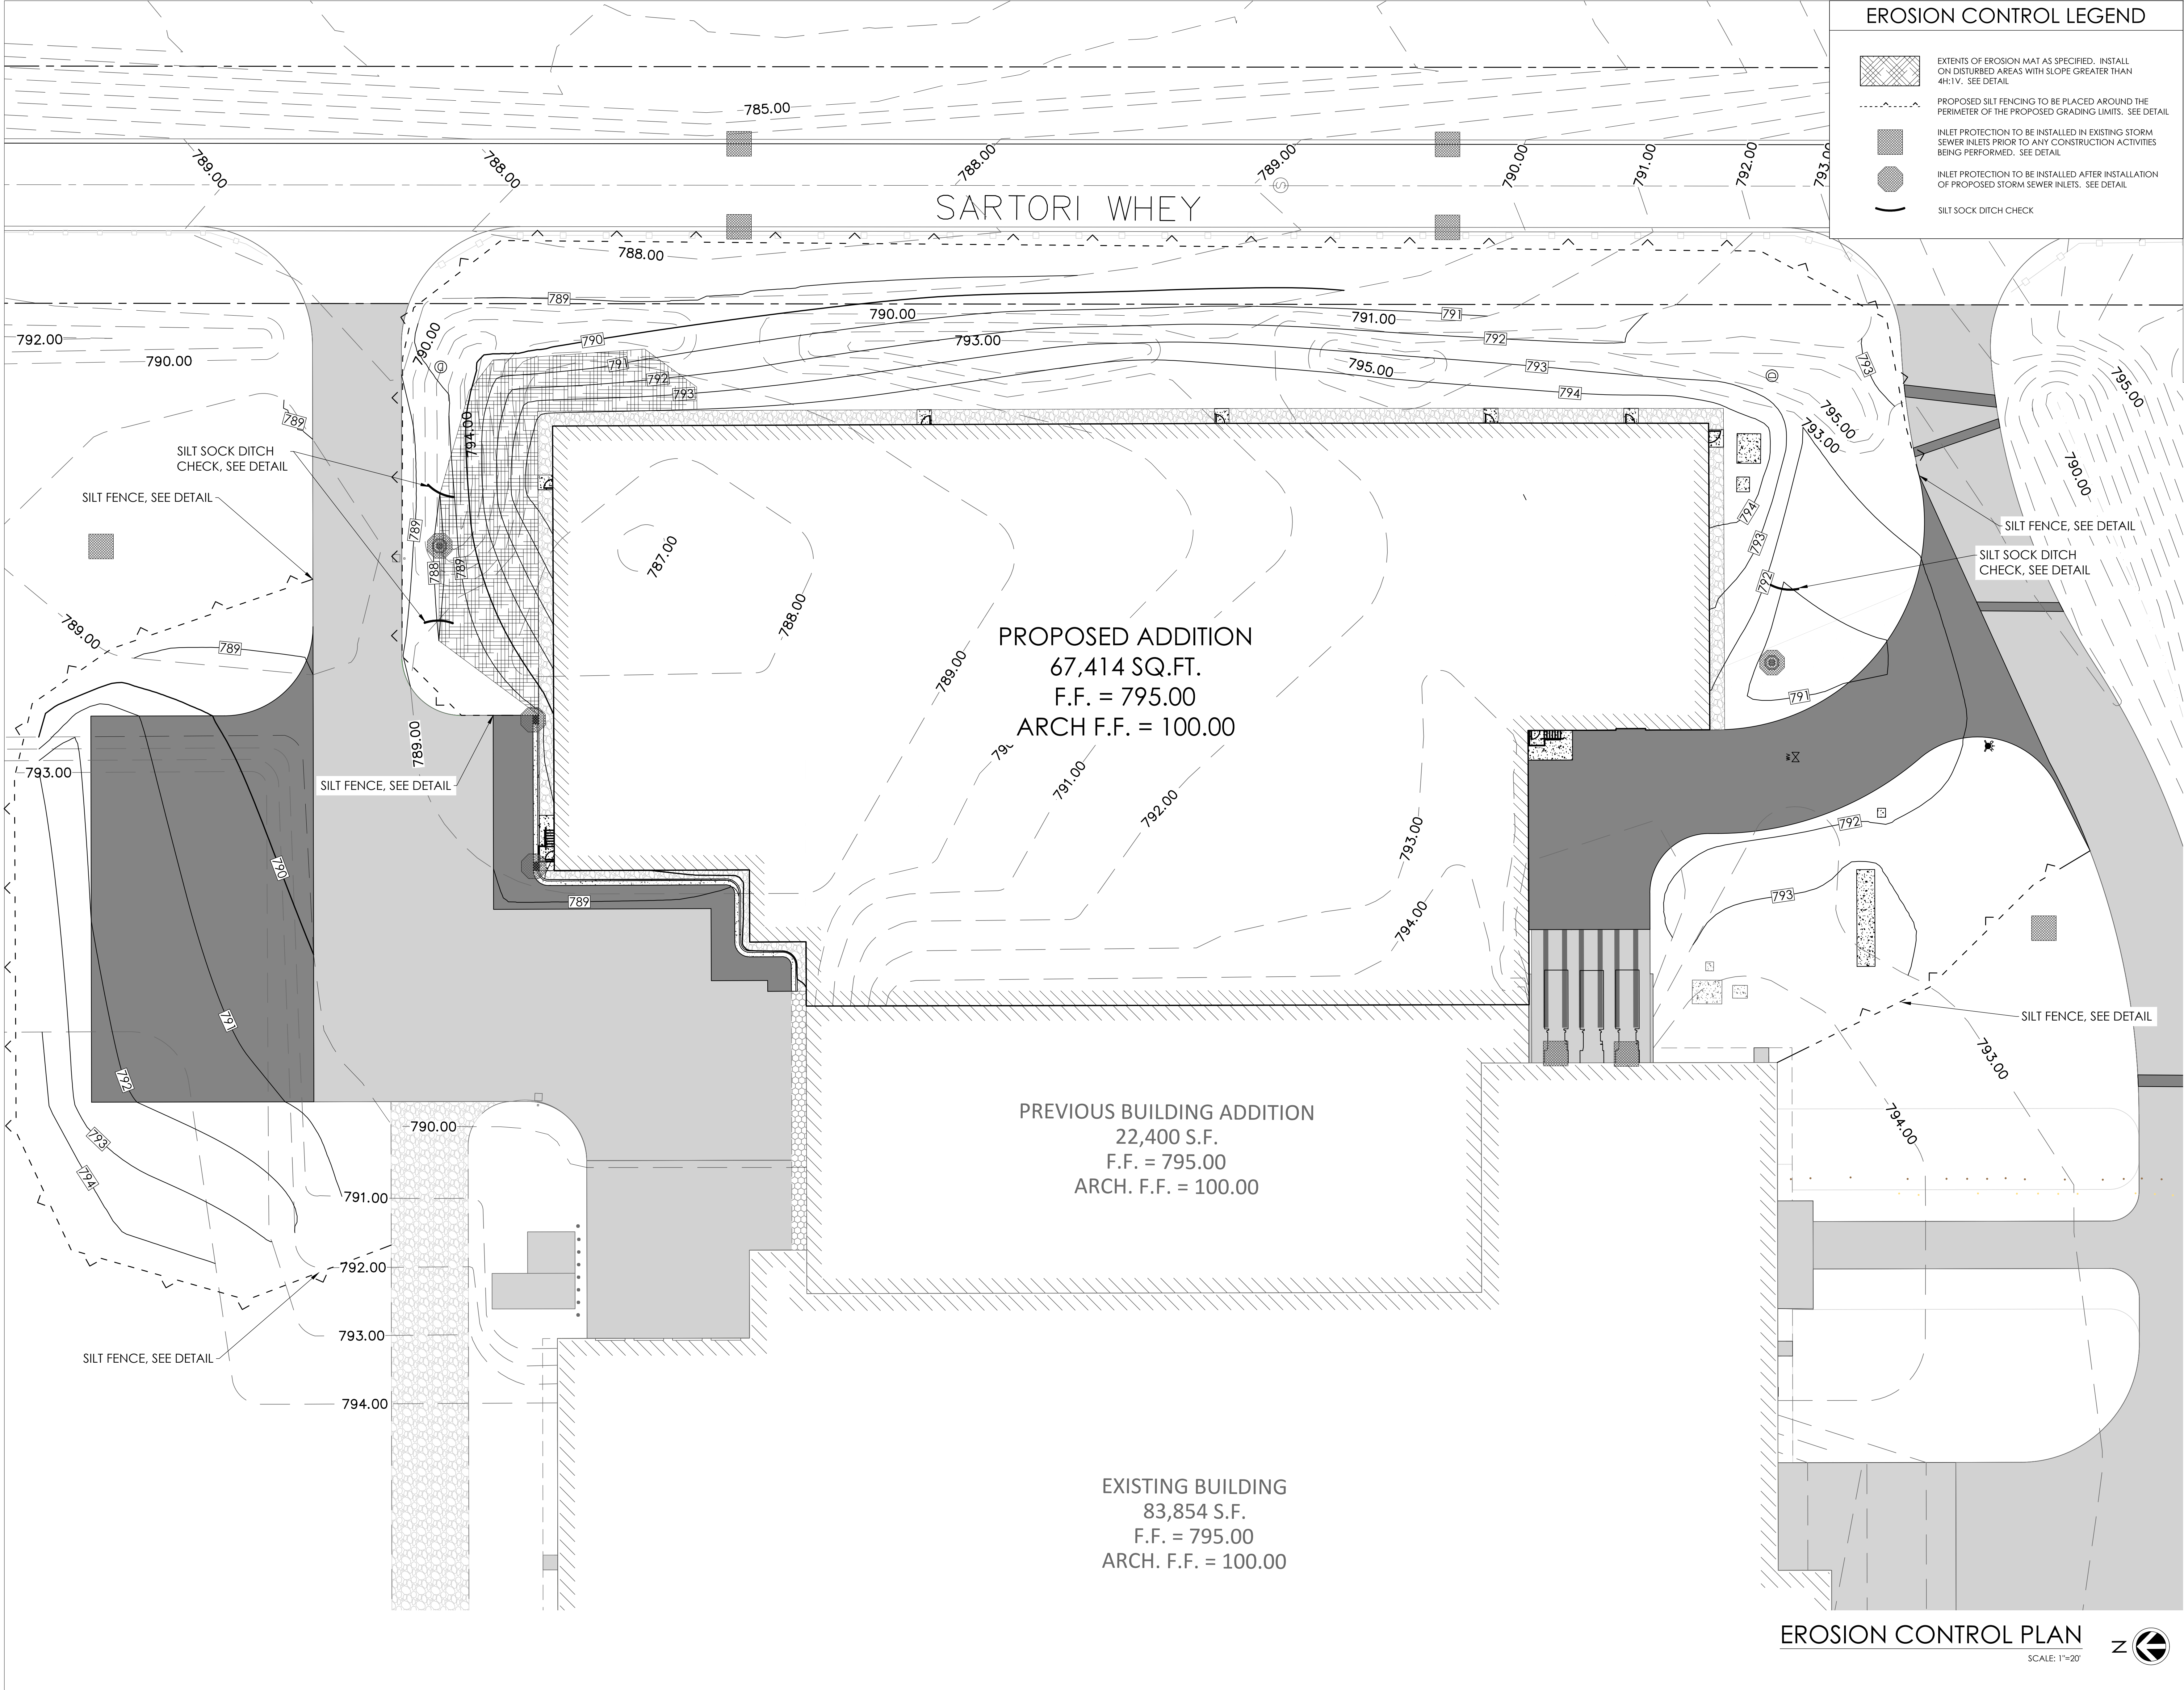 EROSION CONTROL LEGEND
EXTENTS OF EROSION MAT AS SPECIFIED.  INSTALL
ON DISTURBED AREAS WITH SLOPE GREATER THAN
4H:1V.  SEE DETAIL
PROPOSED SILT FENCING TO BE PLACED AROUND THE
PERIMETER OF THE PROPOSED GRADING LIMITS.  SEE DETAIL
INLET PROTECTION TO BE INSTALLED IN EXISTING STORM
SEWER INLETS PRIOR TO ANY CONSTRUCTION ACTIVITIES
BEING PERFORMED.  SEE DETAIL
INLET PROTECTION TO BE INSTALLED AFTER INSTALLATION
OF PROPOSED STORM SEWER INLETS.  SEE DETAIL
SILT SOCK DITCH CHECK
785.00
789.00
788.00
788.00
789.00
790.00
791.00
792.00
793.0
S
SARTORI WHEY
788.00
789
792.00
790.00
790.00
790
790.00
791.00
791
792
793.00
795.00
793
794
791
792
793
D
793
795.00
793.00
795.00
790.00
789
794.00
SILT SOCK DITCH
CHECK, SEE DETAIL
SILT FENCE, SEE DETAIL
789
788
789
787.00
788.00
794
793
792
791
SILT FENCE, SEE DETAIL
SILT SOCK DITCH
CHECK, SEE DETAIL
789.00
789
789.00
793.00
SILT FENCE, SEE DETAIL
PROPOSED ADDITION
67,414 SQ.FT.
F.F. = 795.00
ARCH F.F. = 100.00
789.00
791.00
792.00
793.00
794.00
792
793
790
791
792
793
794
789
SILT FENCE, SEE DETAIL
793.00
794.00
790.00
791.00
792.00
793.00
794.00
SILT FENCE, SEE DETAIL
PREVIOUS BUILDING ADDITION
22,400 S.F.
F.F. = 795.00
ARCH. F.F. = 100.00
EXISTING BUILDING
83,854 S.F.
F.F. = 795.00
ARCH. F.F. = 100.00
EROSION CONTROL PLAN
SCALE: 1"=20'
N